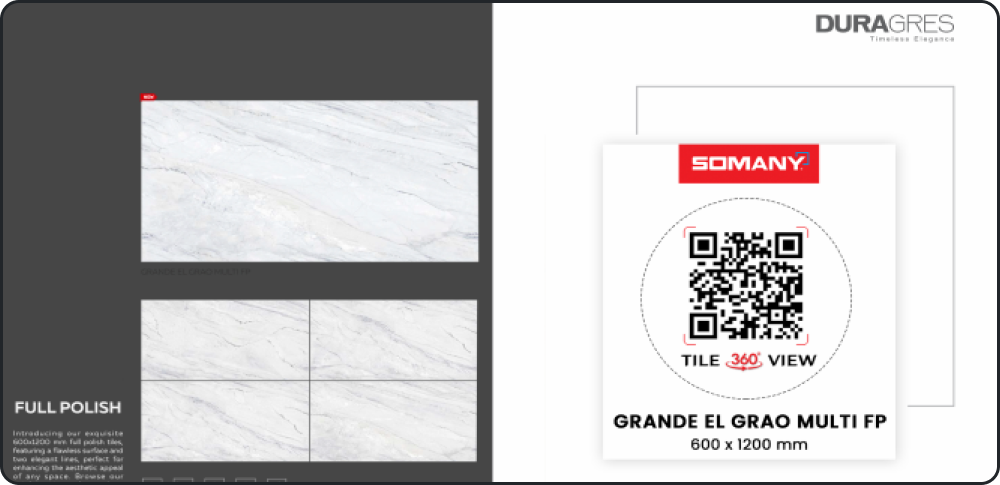 NEW
GRANDE EL GRAO MULTI FP
FULL POLISH
Introducing our exquisite
600x1200 mm full polish tiles,
featuring a flawless surface and
two elegant lines, perfect for
enhancing the aesthetic appeal
of any space. Browse our
DURAGRES
Timeless Elegance
SOMANY
TILE 360° VIEW
GRANDE EL GRAO MULTI FP
600 x 1200 mm